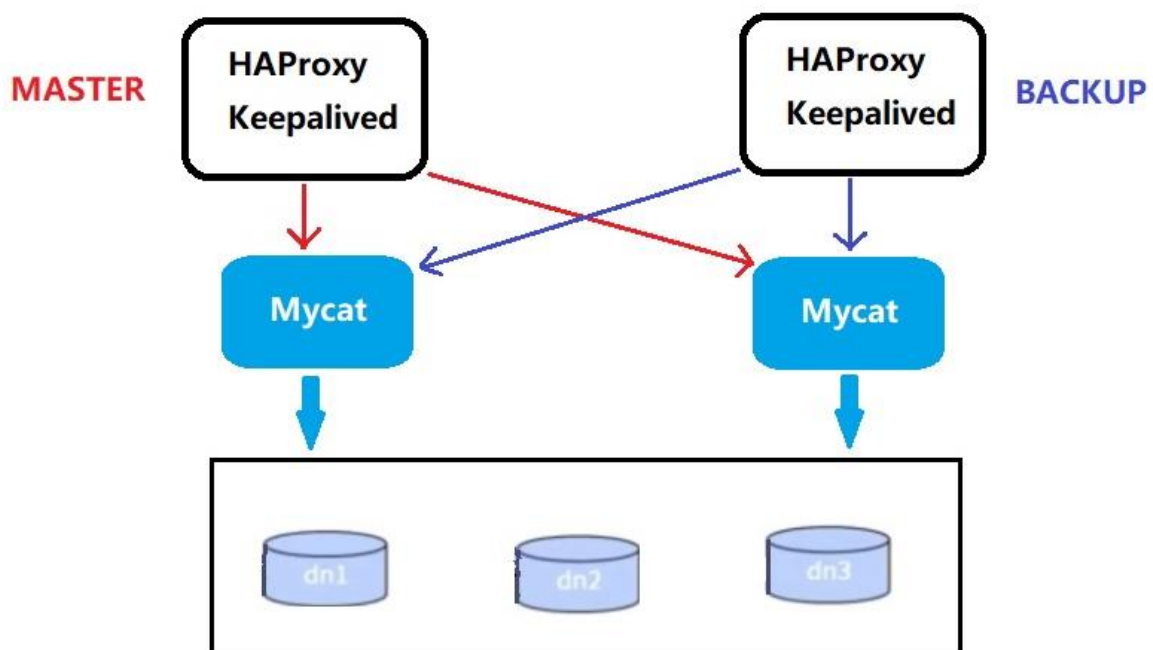 MASTER
HAProxy
Keepalived
HAProxy
Keepalived
BACKUP
Mycat
Mycat
dn1
dn2
dn3